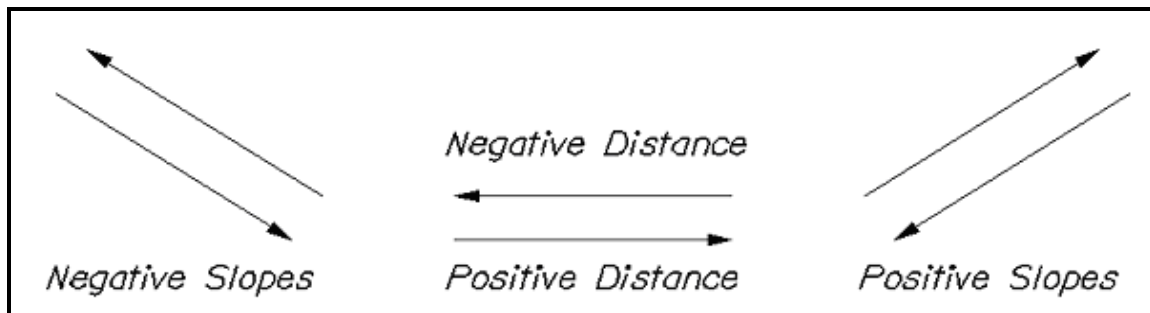 Negative Distance
Negative Slopes
Positive Distance
Positive Slopes